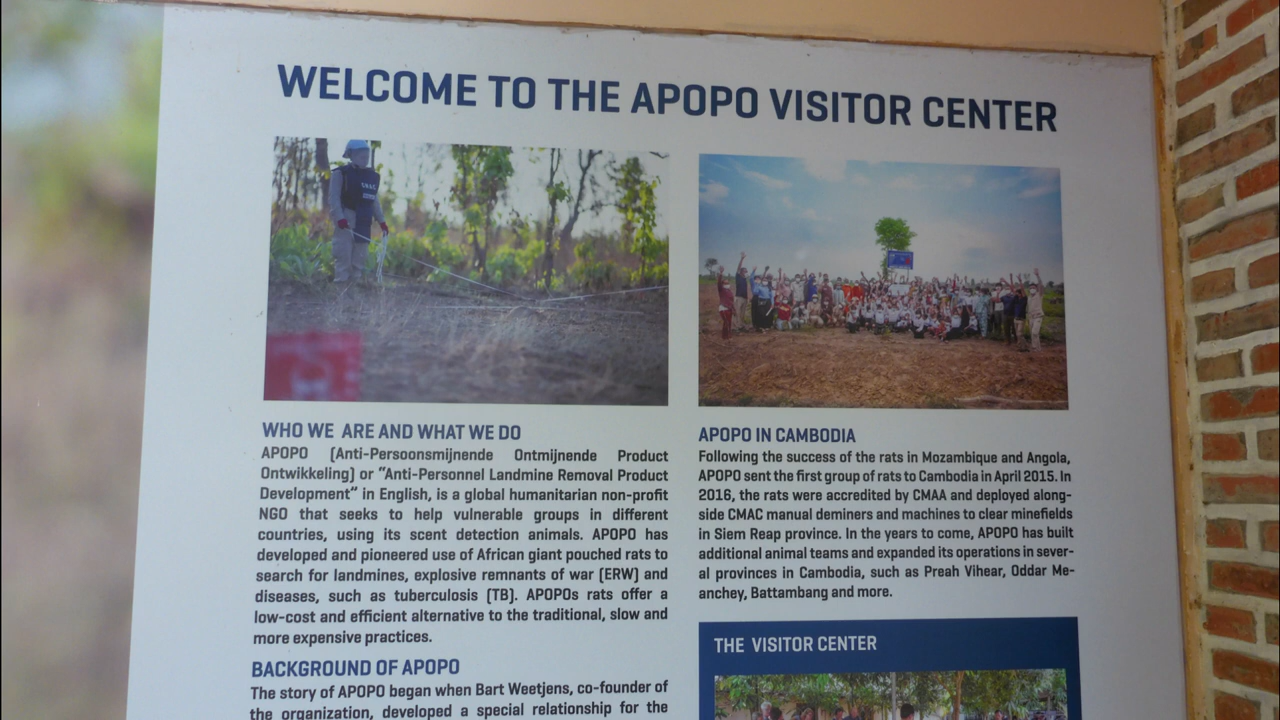 WELCOME TO THE APOPO VISITOR CENTER
CMAC
WHO WE ARE AND WHAT WE DO
APOPO (Anti-Persoonsmijnende Ontmijnende Product
Ontwikkeling) or “Anti-Personnel Landmine Removal Product
Development” in English, is a global humanitarian non-profit
NGO that seeks to help vulnerable groups in different
countries, using its scent detection animals. APOPO has
developed and pioneered use of African giant pouched rats to
search for landmines, explosive remnants of war (ERW) and
diseases, such as tuberculosis (TB). APOPOs rats offer a
low-cost and efficient alternative to the traditional, slow and
more expensive practices.
BACKGROUND OF APOPO
The story of APOPO began when Bart Weetjens, co-founder of
the organization, developed a special relationship for the
APOPO IN CAMBODIA
Following the success of the rats in Mozambique and Angola,
APOPO sent the first group of rats to Cambodia in April 2015. In
2016, the rats were accredited by CMAA and deployed along-
side CMAC manual deminers and machines to clear minefields
in Siem Reap province. In the years to come, APOPO has built
additional animal teams and expanded its operations in sever-
al provinces in Cambodia, such as Preah Vihear, Oddar Me-
anchey, Battambang and more.
THE VISITOR CENTER